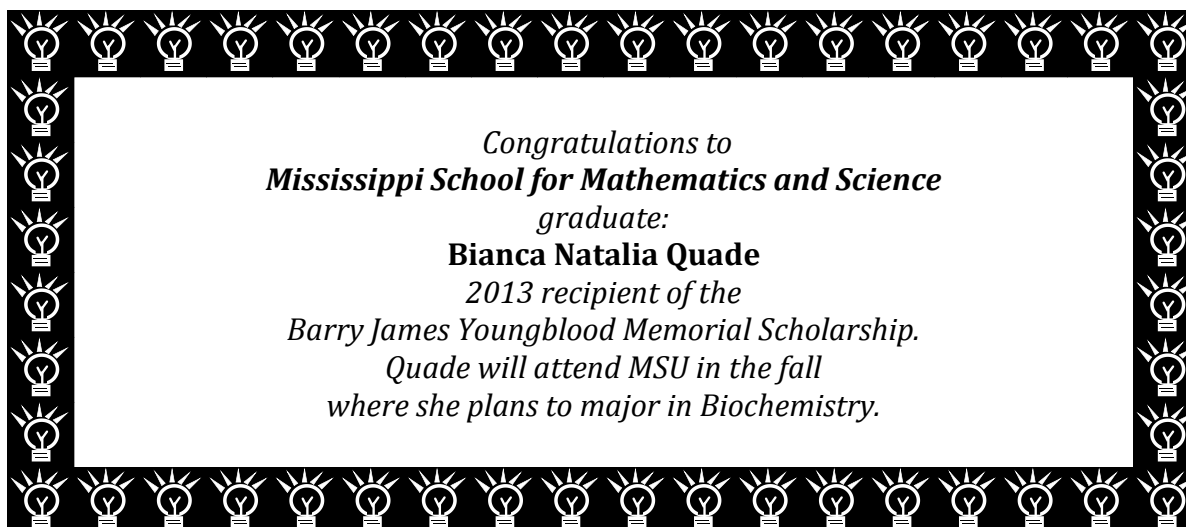 Congratulations to
Mississippi School for Mathematics and Science
graduate:
Bianca Natalia Quade
2013 recipient of the
Barry James Youngblood Memorial Scholarship.
Quade will attend MSU in the fall
where she plans to major in Biochemistry.